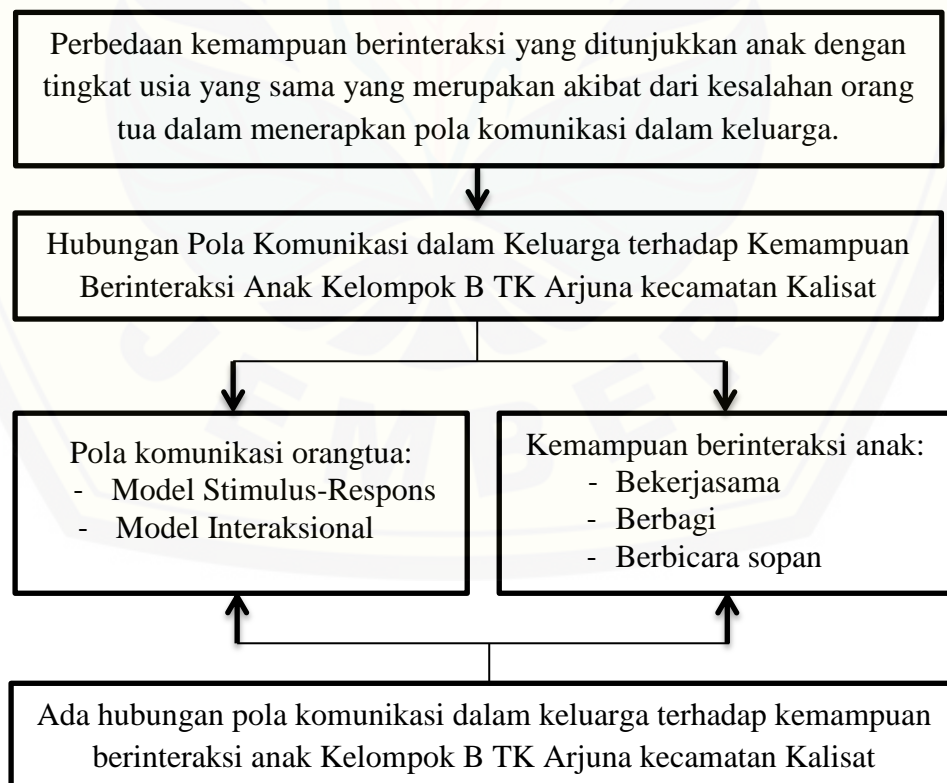 Perbedaan kemampuan berinteraksi yang ditunjukkan anak dengan
tingkat usia yang sama yang merupakan akibat dari kesalahan orang
tua dalam menerapkan pola komunikasi dalam keluarga.
Hubungan Pola Komunikasi dalam Keluarga terhadap Kemampuan
Berinteraksi Anak Kelompok B TK Arjuna kecamatan Kalisat
JEMBER
Pola komunikasi orangtua:
- Model Stimulus-Respons
- Model Interaksional
Kemampuan berinteraksi anak:
- Bekerjasama
- Berbagi
- Berbicara sopan
Ada hubungan pola komunikasi dalam keluarga terhadap kemampuan
berinteraksi anak Kelompok B TK Arjuna kecamatan Kalisat